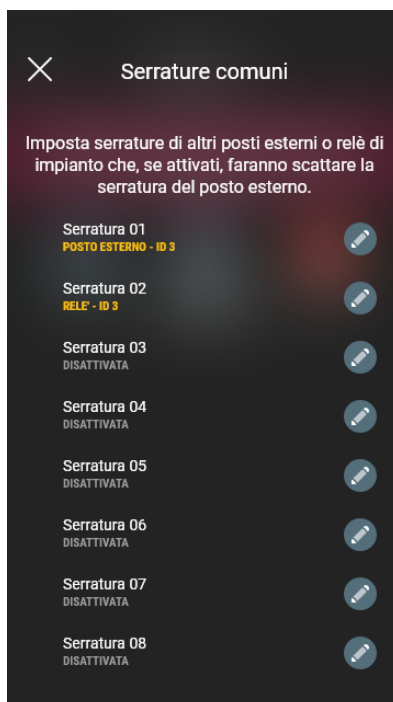 Serrature comuni
Imposta serrature di altri posti esterni o relè di
impianto che, se attivati, faranno scattare la
serratura del posto esterno.
Serratura 01
POSTO ESTERNO - ID 3
Serratura 02
RELE' - ID 3
Serratura 03
DISATTIVATA
Serratura 04
DISATTIVATA
Serratura 05
DISATTIVATA
Serratura 06
DISATTIVATA
Serratura 07
DISATTIVATA
Serratura 08
DISATTIVATA